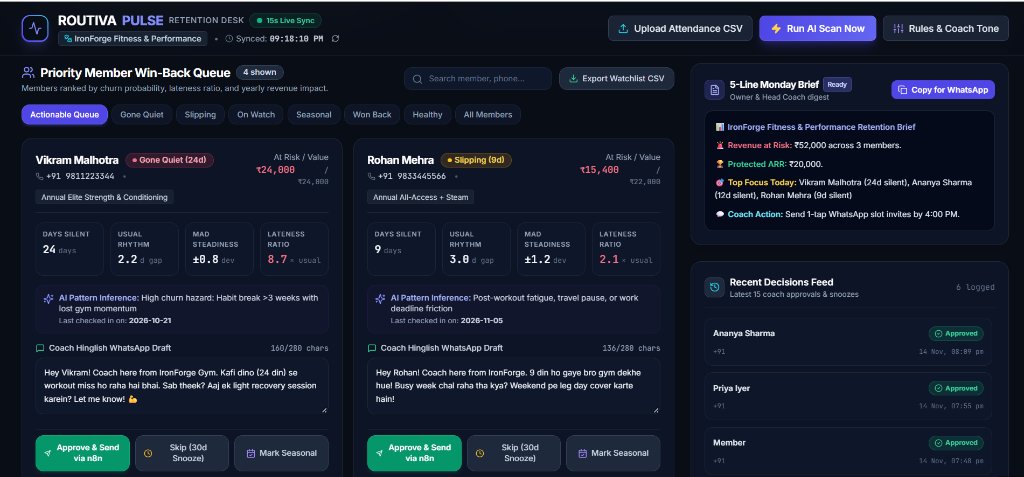 ROUTIVA PULSE RETENTION DESK 15s Live Sync
IronForge Fitness & Performance • Synced: 09:18:10 PM
Upload Attendance CSV
Run AI Scan Now
Rules & Coach Tone
Priority Member Win-Back Queue 4 shown
Members ranked by churn probability, lateness ratio, and yearly revenue impact.
Search member, phone...
Export Watchlist CSV
Actionable Queue
Gone Quiet
Slipping
On Watch
Seasonal
Won Back
Healthy
All Members
Vikram Malhotra Gone Quiet (24d)
+91 9811223344 •
Annual Elite Strength & Conditioning
At Risk / Value
₹24,000 /
₹24,000
DAYS SILENT
24 days
USUAL
RHYTHM
2.2 d gap
MAD
STEADINESS
±0.8 dev
LATENESS
RATIO
8.7 × usual
AI Pattern Inference: High churn hazard: Habit break >3 weeks with
lost gym momentum
Last checked in on: 2026-10-21
Coach Hinglish WhatsApp Draft 160/280 chars
Hey Vikram! Coach here from IronForge Gym. Kafi dino (24 din) se
workout miss ho raha hai bhai. Sab theek? Aaj ek light recovery session
karein? Let me know! 💪
Approve & Send
via n8n
Skip (30d
Snooze)
Mark Seasonal
Rohan Mehra Slipping (9d)
+91 9833445566 •
Annual All-Access + Steam
At Risk / Value
₹15,400 /
₹22,000
DAYS SILENT
9 days
USUAL
RHYTHM
3.0 d gap
MAD
STEADINESS
±1.2 dev
LATENESS
RATIO
2.1 × usual
AI Pattern Inference: Post-workout fatigue, travel pause, or work
deadline friction
Last checked in on: 2026-11-05
Coach Hinglish WhatsApp Draft 136/280 chars
Hey Rohan! Coach here from IronForge. 9 din ho gaye bro gym dekhe
hue! Busy week chal raha tha kya? Weekend pe leg day cover karte
hain!
Approve & Send
via n8n
Skip (30d
Snooze)
Mark Seasonal
5-Line Monday Brief Ready
Owner & Head Coach digest
Copy for WhatsApp
📊 IronForge Fitness & Performance Retention Brief
🚨 Revenue at Risk: ₹52,000 across 3 members.
🏆 Protected ARR: ₹20,000.
🎯 Top Focus Today: Vikram Malhotra (24d silent), Ananya Sharma
(12d silent), Rohan Mehra (9d silent)
💬 Coach Action: Send 1-tap WhatsApp slot invites by 4:00 PM.
Recent Decisions Feed
Latest 15 coach approvals & snoozes
6 logged
Ananya Sharma Approved
+91 14 Nov, 08:09 pm
Priya Iyer Approved
+91 14 Nov, 07:55 pm
Member Approved
+91 14 Nov, 07:48 pm